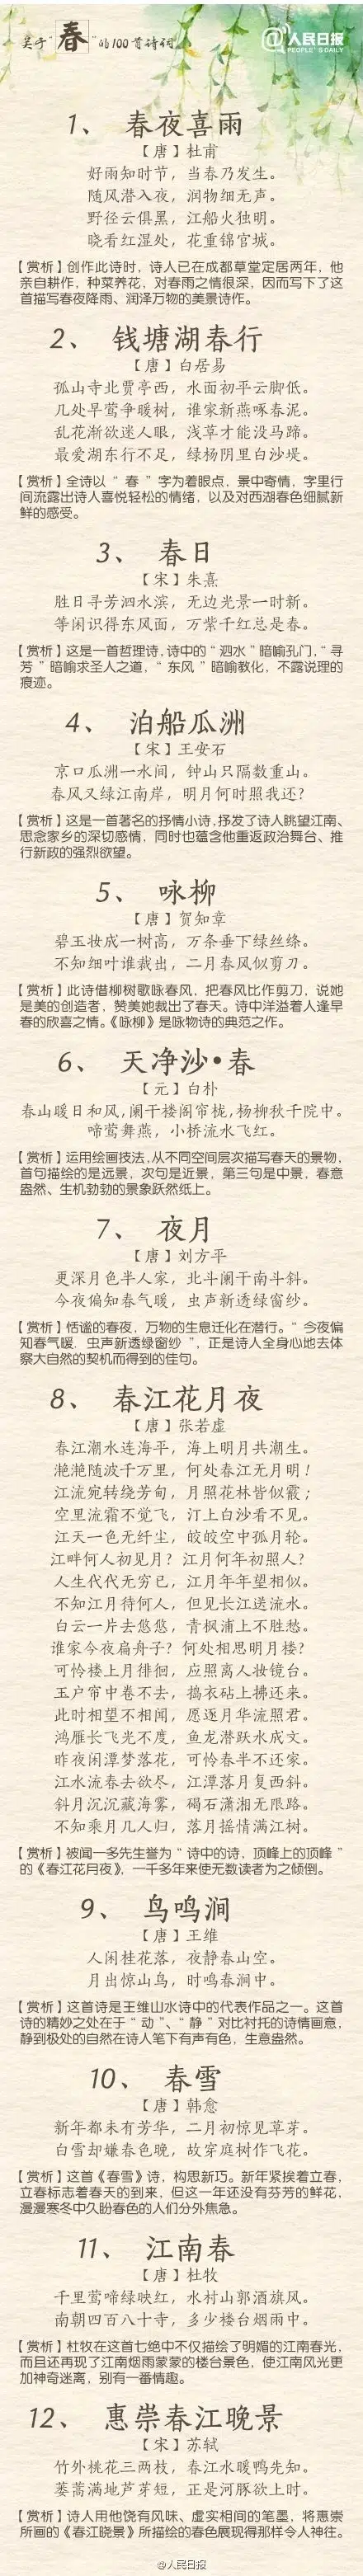 关于“春”的100首诗词
@人民日报
PEOPLE'S DAILY
1、 春夜喜雨
【唐】杜甫
好雨知时节，当春乃发生。
随风潜入夜，润物细无声。
野径云俱黑，江船火独明。
晓看红湿处，花重锦官城。
【赏析】创作此诗时，诗人已在成都草堂定居两年，他
亲自耕作，种菜养花，对春雨之情很深，因而写下了这
首描写春夜降雨、润泽万物的美景诗作。
2、 钱塘湖春行
【唐】白居易
孤山寺北贾亭西，水面初平云脚低。
几处早莺争暖树，谁家新燕啄春泥。
乱花渐欲迷人眼，浅草才能没马蹄。
最爱湖东行不足，绿杨阴里白沙堤。
【赏析】全诗以“春”字为着眼点，景中寄情，字里行
间流露出诗人喜悦轻松的情绪，以及对西湖春色细腻新
鲜的感受。
3、 春日
【宋】朱熹
胜日寻芳泗水滨，无边光景一时新。
等闲识得东风面，万紫千红总是春。
【赏析】这是一首哲理诗，诗中的“泗水”暗喻孔门，“寻
芳”暗喻求圣人之道，“东风”暗喻教化，不露说理的
痕迹。
4、 泊船瓜洲
【宋】王安石
京口瓜洲一水间，钟山只隔数重山。
春风又绿江南岸，明月何时照我还？
【赏析】这是一首著名的抒情小诗，抒发了诗人眺望江南、
思念家乡的深切感情，同时也蕴含他重返政治舞台、推
行新政的强烈欲望。
5、 咏柳
【唐】贺知章
碧玉妆成一树高，万条垂下绿丝绦。
不知细叶谁裁出，二月春风似剪刀。
【赏析】此诗借柳树歌咏春风，把春风比作剪刀，说她
是美的创造者，赞美她裁出了春天。诗中洋溢着人逢早
春的欣喜之情。《咏柳》是咏物诗的典范之作。
6、 天净沙•春
【元】白朴
春山暖日和风，阑干楼阁帘栊，杨柳秋千院中。
啼莺舞燕，小桥流水飞红。
【赏析】运用绘画技法，从不同空间层次描写春天的景物，
首句描绘的是远景，次句是近景，第三句是中景，春意
盎然、生机勃勃的景象跃然纸上。
7、 夜月
【唐】刘方平
更深月色半人家，北斗阑干南斗斜。
今夜偏知春气暖，虫声新透绿窗纱。
【赏析】恬谧的春夜，万物的生息迁化在潜行。“今夜偏
知春气暖．虫声新透绿窗纱”，正是诗人全身心地去体
察大自然的契机而得到的佳句。
8、 春江花月夜
【唐】张若虚
春江潮水连海平，海上明月共潮生。
滟滟随波千万里，何处春江无月明！
江流宛转绕芳甸，月照花林皆似霰；
空里流霜不觉飞，汀上白沙看不见。
江天一色无纤尘，皎皎空中孤月轮。
江畔何人初见月？江月何年初照人？
人生代代无穷已，江月年年望相似。
不知江月待何人，但见长江送流水。
白云一片去悠悠，青枫浦上不胜愁。
谁家今夜扁舟子？何处相思明月楼？
可怜楼上月徘徊，应照离人妆镜台。
玉户帘中卷不去，捣衣砧上拂还来。
此时相望不相闻，愿逐月华流照君。
鸿雁长飞光不度，鱼龙潜跃水成文。
昨夜闲潭梦落花，可怜春半不还家。
江水流春去欲尽，江潭落月复西斜。
斜月沉沉藏海雾，碣石潇湘无限路。
不知乘月几人归，落月摇情满江树。
【赏析】被闻一多先生誉为“诗中的诗，顶峰上的顶峰”
的《春江花月夜》，一千多年来使无数读者为之倾倒。
9、 鸟鸣涧
【唐】王维
人闲桂花落，夜静春山空。
月出惊山鸟，时鸣春涧中。
【赏析】这首诗是王维山水诗中的代表作品之一。这首
诗的精妙之处在于“动”、“静”对比衬托的诗情画意，
静到极处的自然在诗人笔下有声有色，生意盎然。
10、 春雪
【唐】韩愈
新年都未有芳华，二月初惊见草芽。
白雪却嫌春色晚，故穿庭树作飞花。
【赏析】这首《春雪》诗，构思新巧。新年紧挨着立春，
立春标志着春天的到来，但这一年还没有芬芳的鲜花，
漫漫寒冬中久盼春色的人们分外焦急。
11、 江南春
【唐】杜牧
千里莺啼绿映红，水村山郭酒旗风。
南朝四百八十寺，多少楼台烟雨中。
【赏析】杜牧在这首七绝中不仅描绘了明媚的江南春光，
而且还再现了江南烟雨蒙蒙的楼台景色，使江南风光更
加神奇迷离，别有一番情趣。
12、 惠崇春江晚景
【宋】苏轼
竹外桃花三两枝，春江水暖鸭先知。
蒌蒿满地芦芽短，正是河豚欲上时。
【赏析】诗人用他饶有风味、虚实相间的笔墨，将惠崇
所画的《春江晓景》所描绘的春色展现得那样令人神往。
@人民日报